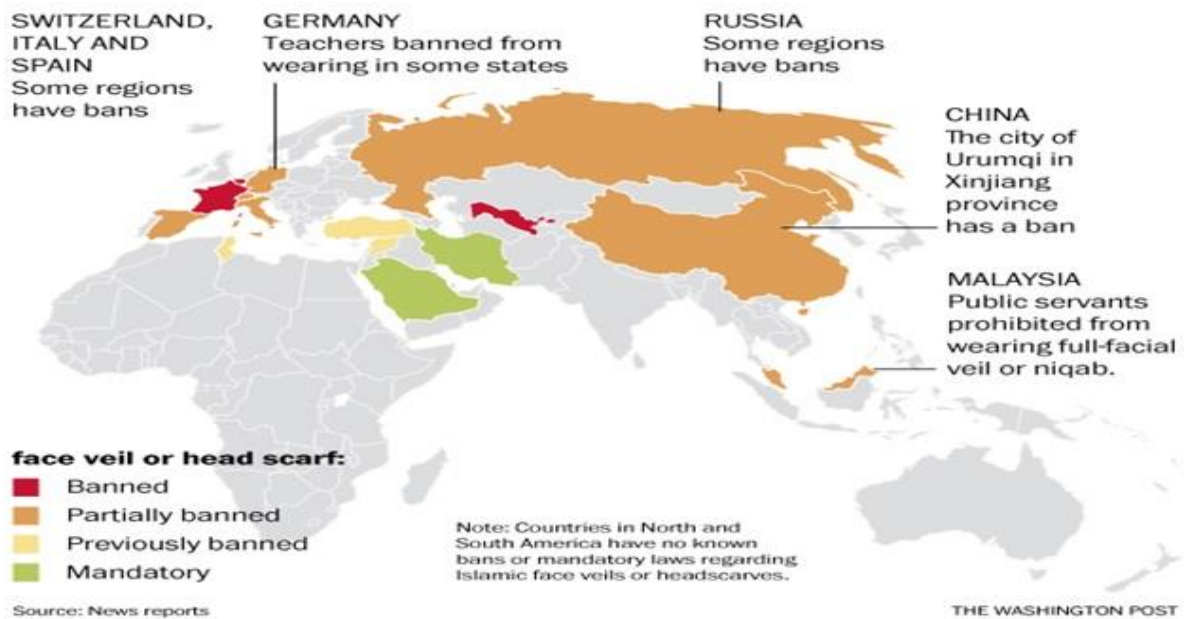 SWITZERLAND,
ITALY AND
SPAIN
Some regions
have bans
GERMANY
Teachers banned from
wearing in some states
RUSSIA
Some regions
have bans
CHINA
The city of
Urumqi in
Xinjiang
province
has a ban
MALAYSIA
Public servants
prohibited from
wearing full-facial
veil or niqab.
face veil or head scarf:
Banned
Partially banned
Previously banned
Mandatory
Note: Countries in North and
South America have no known
bans or mandatory laws regarding
Islamic face veils or headscarves.
Source: News reports
THE WASHINGTON POST